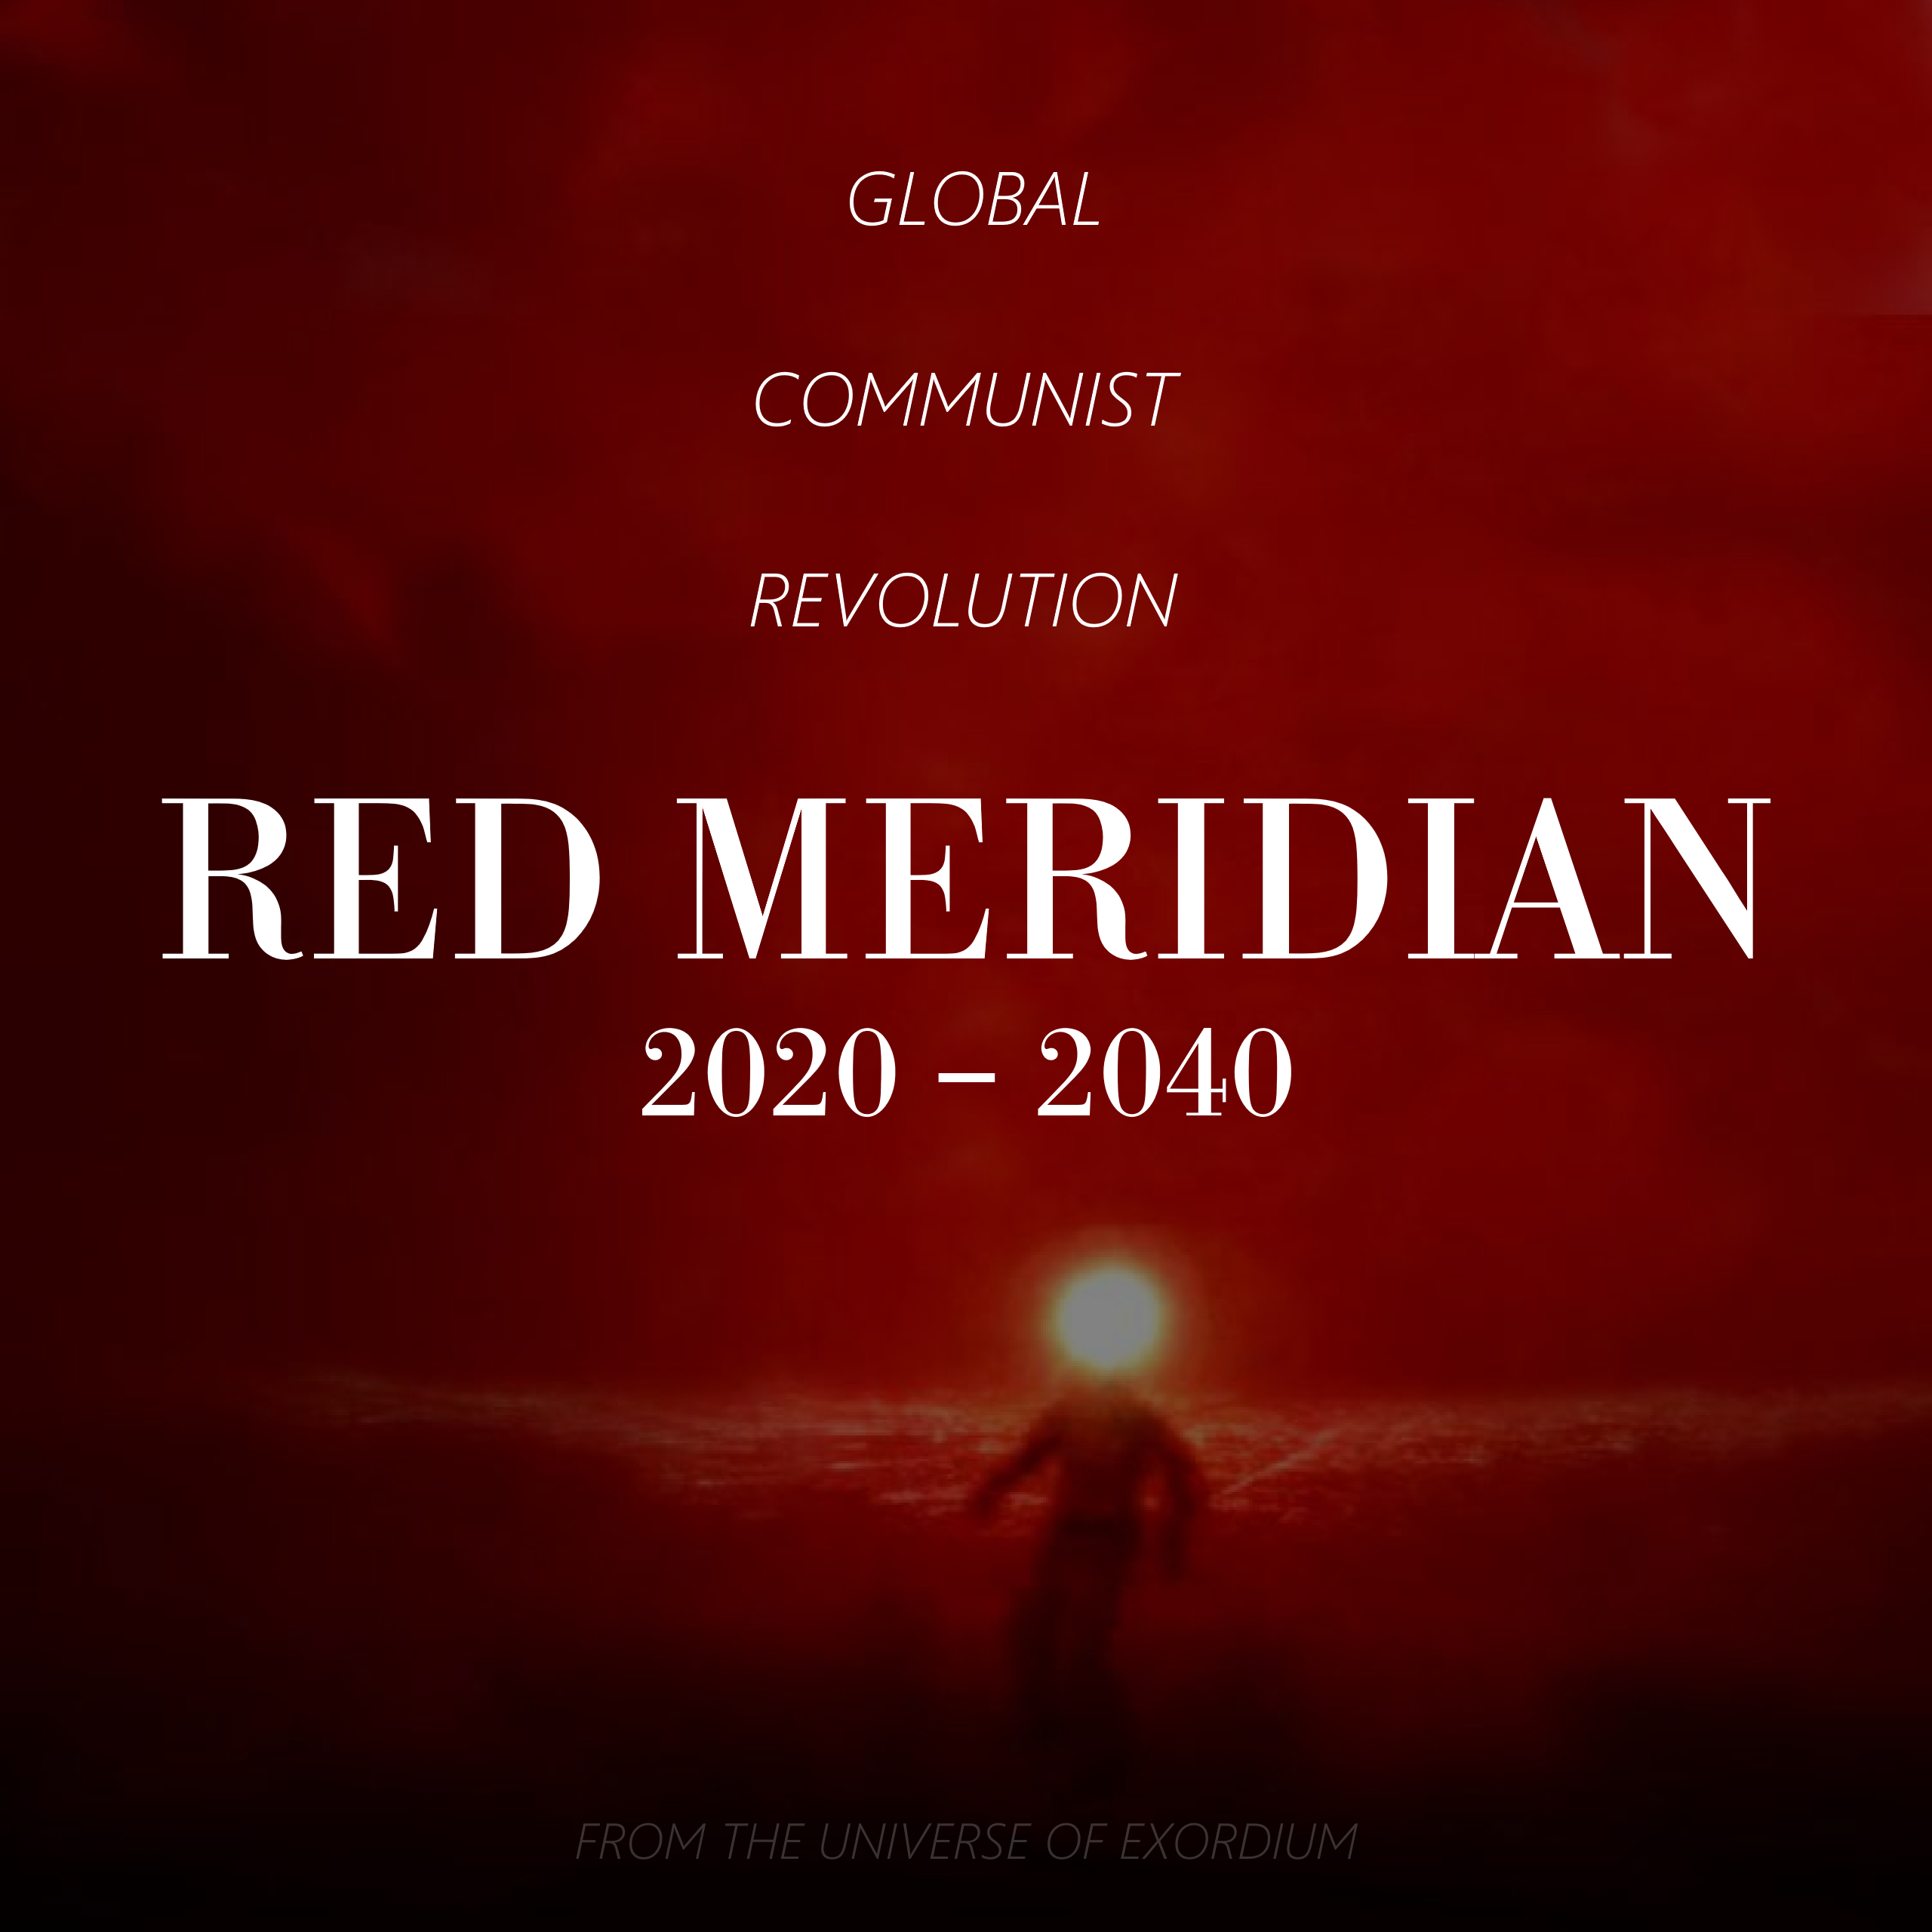 GLOBAL
COMMUNIST
REVOLUTION
RED MERIDIAN
2020 – 2040
FROM THE UNIVERSE OF EXORDIUM